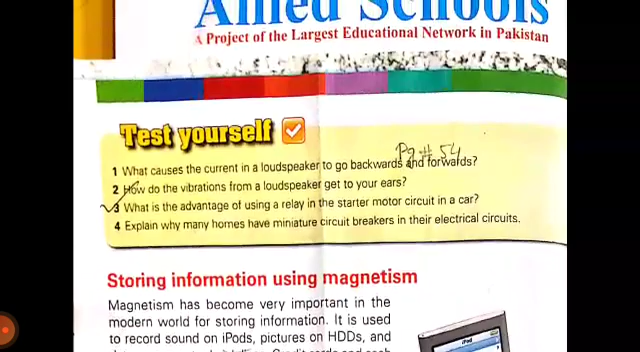 Allied Schools
A Project of the Largest Educational Network in Pakistan
Test yourself
Pg # 54
1 What causes the current in a loudspeaker to go backwards and forwards?
2 How do the vibrations from a loudspeaker get to your ears?
3 What is the advantage of using a relay in the starter motor circuit in a car?
4 Explain why many homes have miniature circuit breakers in their electrical circuits.
Storing information using magnetism
Magnetism has become very important in the
modern world for storing information. It is used
to record sound on iPods, pictures on HDDs, and
iPod